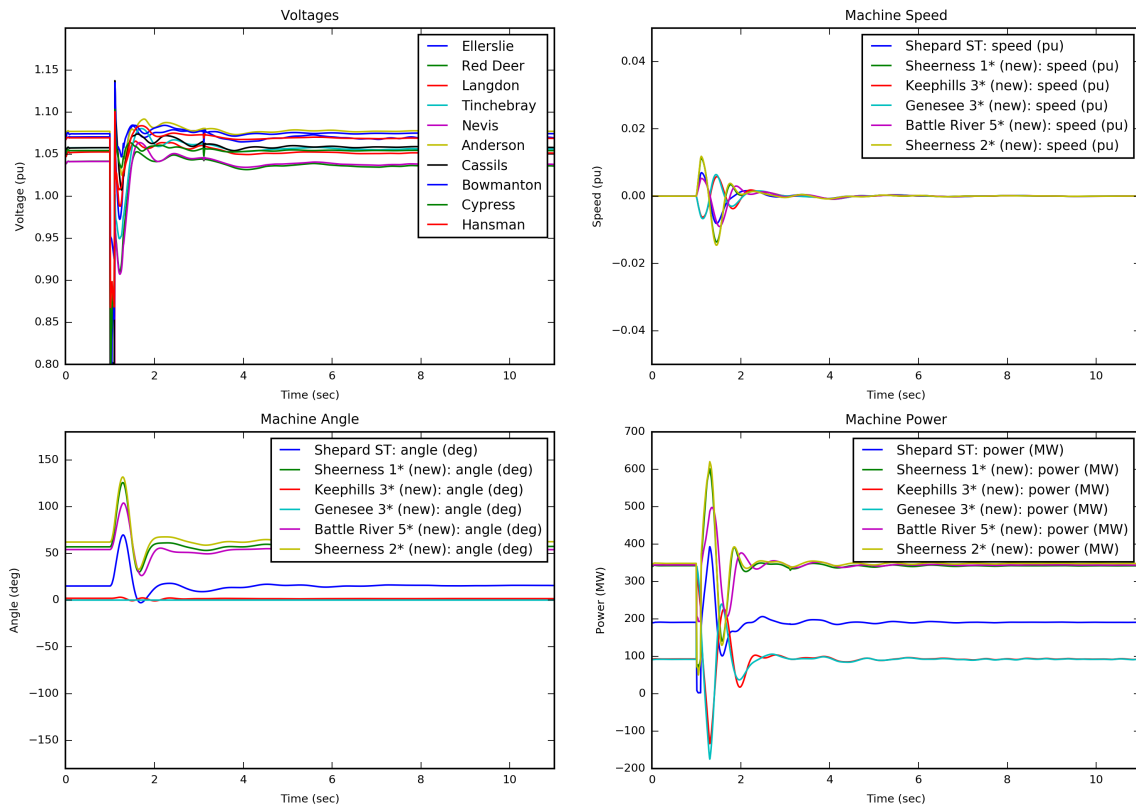 Voltages
1.15
1.10
1.05
1.00
0.95
0.90
0.85
0.80
Voltage (pu)
0 2 4 6 8 10
Time (sec)
Ellerslie
Red Deer
Langdon
Tinchebray
Nevis
Anderson
Cassils
Bowmanton
Cypress
Hansman
Machine Speed
0.04
0.02
0.00
−0.02
−0.04
Speed (pu)
0 2 4 6 8 10
Time (sec)
Shepard ST: speed (pu)
Sheerness 1* (new): speed (pu)
Keephills 3* (new): speed (pu)
Genesee 3* (new): speed (pu)
Battle River 5* (new): speed (pu)
Sheerness 2* (new): speed (pu)
Machine Angle
150
100
50
0
−50
−100
−150
Angle (deg)
0 2 4 6 8 10
Time (sec)
Shepard ST: angle (deg)
Sheerness 1* (new): angle (deg)
Keephills 3* (new): angle (deg)
Genesee 3* (new): angle (deg)
Battle River 5* (new): angle (deg)
Sheerness 2* (new): angle (deg)
Machine Power
700
600
500
400
300
200
100
0
−100
−200
Power (MW)
0 2 4 6 8 10
Time (sec)
Shepard ST: power (MW)
Sheerness 1* (new): power (MW)
Keephills 3* (new): power (MW)
Genesee 3* (new): power (MW)
Battle River 5* (new): power (MW)
Sheerness 2* (new): power (MW)